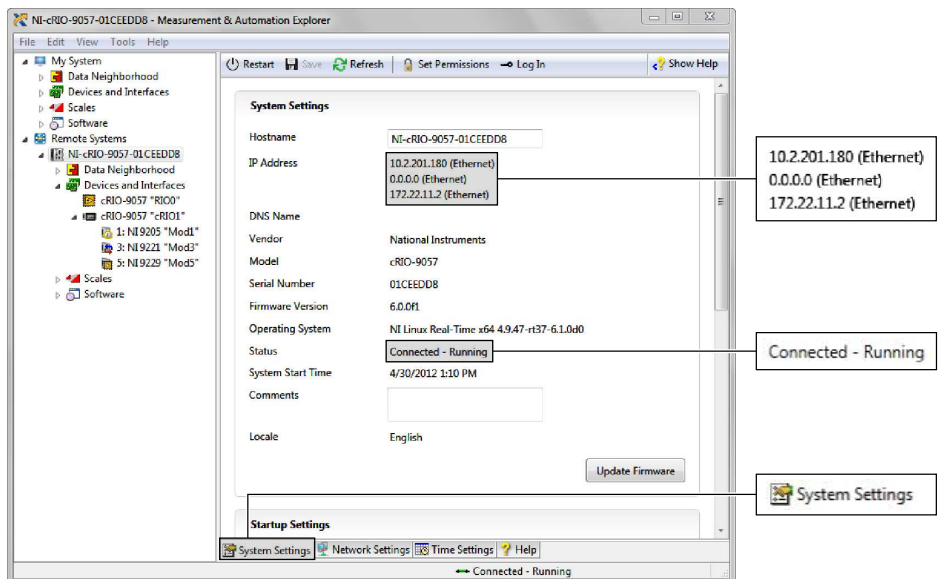 NI-cRIO-9057-01CEEDD8 - Measurement & Automation Explorer
File Edit View Tools Help
My System
Data Neighborhood
Devices and Interfaces
Scales
Software
Remote Systems
NI-cRIO-9057-01CEEDD8
Data Neighborhood
Devices and Interfaces
cRIO-9057 "RIO0"
cRIO-9057 "cRIO1"
1: NI 9205 "Mod1"
3: NI 9221 "Mod3"
5: NI 9229 "Mod5"
Scales
Software
Restart Save Refresh Set Permissions Log In Show Help
System Settings
Hostname NI-cRIO-9057-01CEEDD8
IP Address 10.2.201.180 (Ethernet)
0.0.0.0 (Ethernet)
172.22.11.2 (Ethernet)
DNS Name
Vendor National Instruments
Model cRIO-9057
Serial Number 01CEEDD8
Firmware Version 6.0.0f1
Operating System NI Linux Real-Time x64 4.9.47-rt37-6.1.0d0
Status Connected - Running
System Start Time 4/30/2012 1:10 PM
Comments
Locale English
Update Firmware
Startup Settings
System Settings Network Settings Time Settings Help
Connected - Running
10.2.201.180 (Ethernet)
0.0.0.0 (Ethernet)
172.22.11.2 (Ethernet)
Connected - Running
System Settings